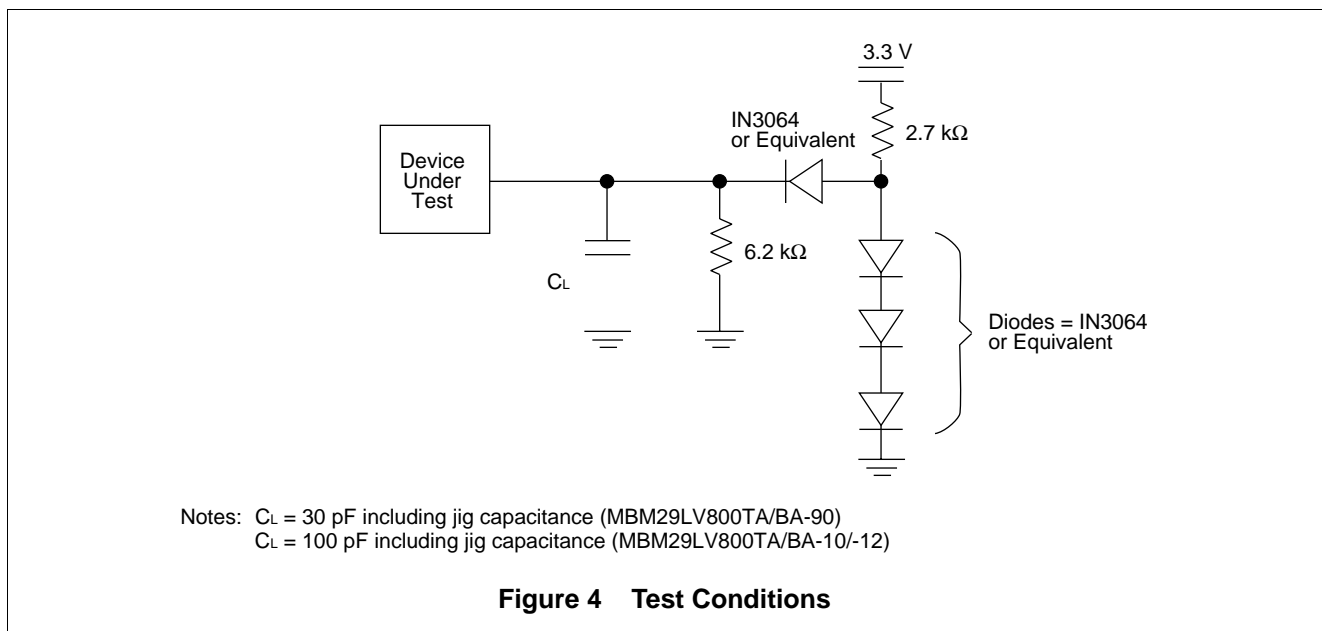 3.3 V
IN3064
or Equivalent
2.7 kΩ
Device
Under
Test
6.2 kΩ
CL
Diodes = IN3064
or Equivalent
Notes: CL = 30 pF including jig capacitance (MBM29LV800TA/BA-90)
CL = 100 pF including jig capacitance (MBM29LV800TA/BA-10/-12)
Figure 4 Test Conditions